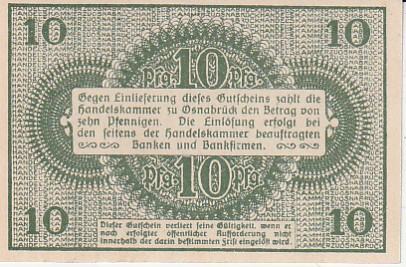 10 10
Pfg 10 Pfg.
Gegen Einlieferung dieses Gutscheins zahlt die
Handelskammer zu Osnabrück den Betrag von
zehn Pfennigen. Die Einlösung erfolgt bei
den seitens der Handelskammer beauftragten
Banken und Bankfirmen.
Pfg 10 Pfg.
10 10
Dieser Gutschein verliert seine Gültigkeit, wenn er
nach erfolgter öffentlicher Aufforderung nicht
innerhalb der darin bestimmten Frist eingelöst wird.